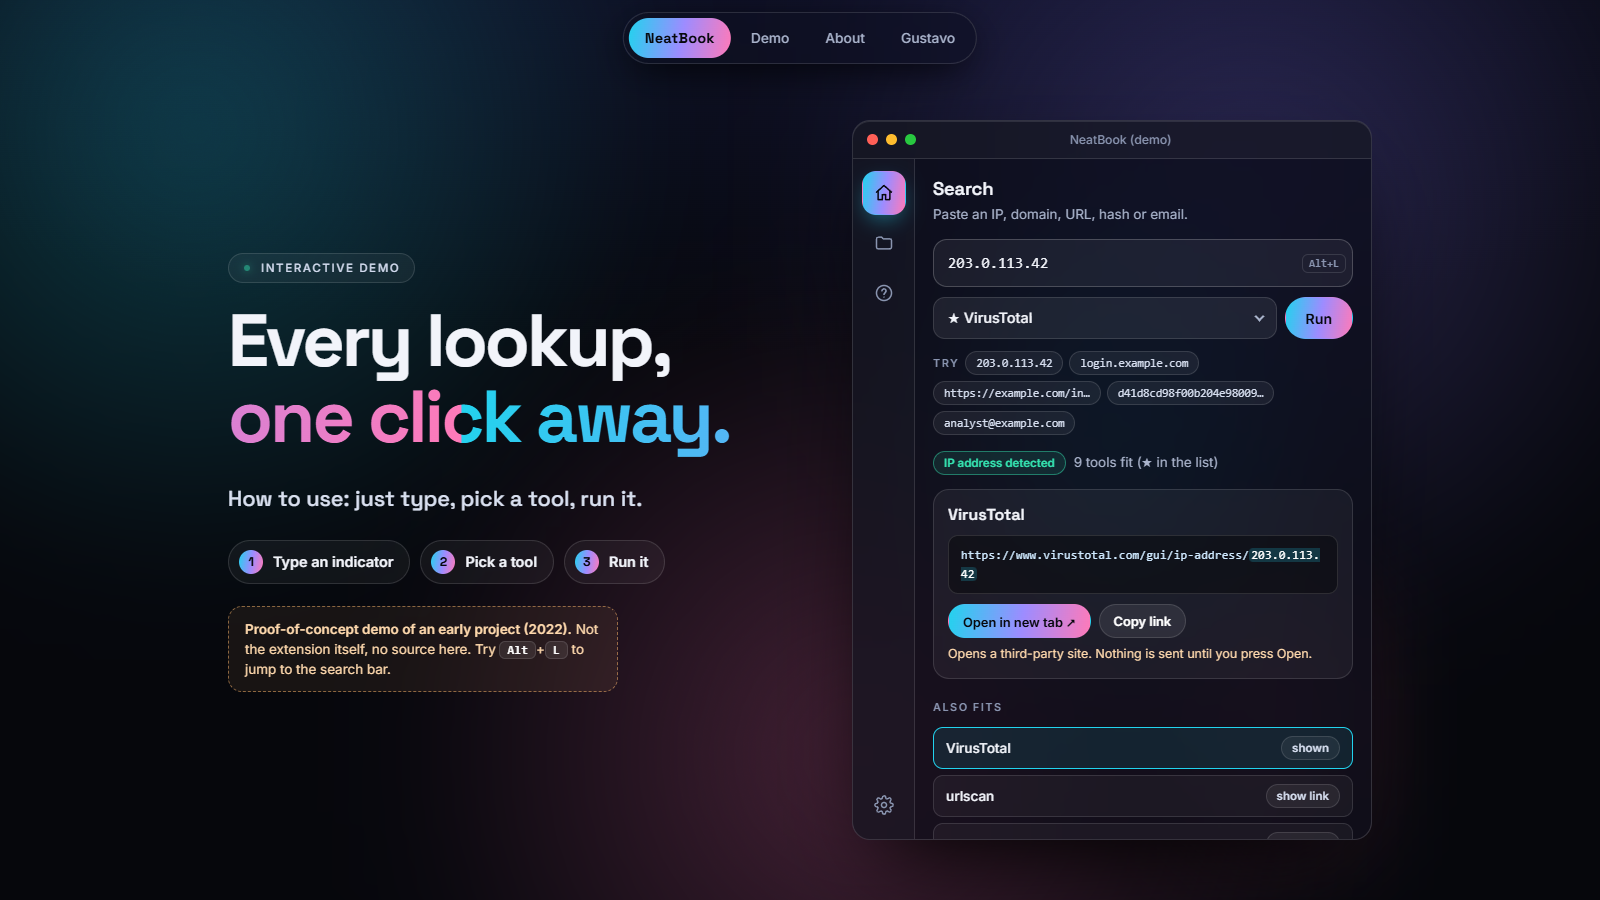 NeatBook
Demo
About
Gustavo
INTERACTIVE DEMO
Every lookup,
one click away.
How to use: just type, pick a tool, run it.
1 Type an indicator
2 Pick a tool
3 Run it
Proof-of-concept demo of an early project (2022). Not
the extension itself, no source here. Try Alt+L to
jump to the search bar.
NeatBook (demo)
Search
Paste an IP, domain, URL, hash or email.
203.0.113.42
Alt+L
★ VirusTotal
Run
TRY
203.0.113.42
login.example.com
https://example.com/in…
d41d8cd98f00b204e98009…
analyst@example.com
IP address detected
9 tools fit (★ in the list)
VirusTotal
https://www.virustotal.com/gui/ip-address/203.0.113.
42
Open in new tab ↗
Copy link
Opens a third-party site. Nothing is sent until you press Open.
ALSO FITS
VirusTotal
shown
urlscan
show link